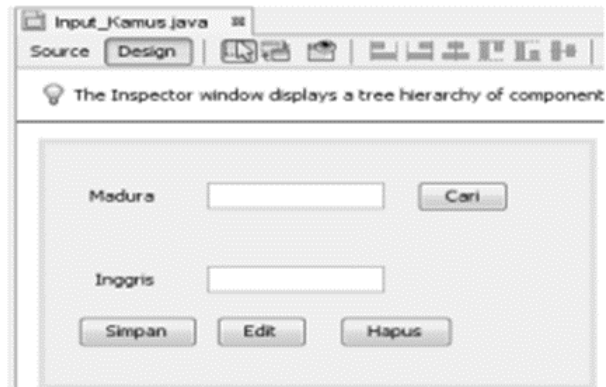 Input_Kamus.java
Source Design
The Inspector window displays a tree hierarchy of component
Madura Cari
Inggris
Simpan Edit Hapus